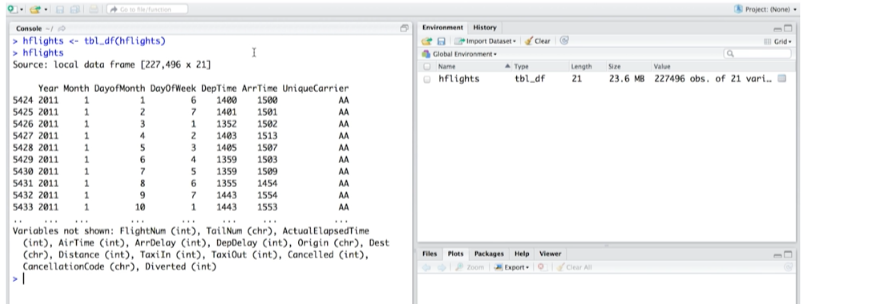 Go to file/function
Project: (None)
Console ~/
> hflights <- tbl_df(hflights)
> hflights
Source: local data frame [227,496 x 21]
Year Month DayofMonth DayOfWeek DepTime ArrTime UniqueCarrier
5424 2011 1 1 6 1400 1500 AA
5425 2011 1 2 7 1401 1501 AA
5426 2011 1 3 1 1352 1502 AA
5427 2011 1 4 2 1403 1513 AA
5428 2011 1 5 3 1405 1507 AA
5429 2011 1 6 4 1359 1503 AA
5430 2011 1 7 5 1359 1509 AA
5431 2011 1 8 6 1355 1454 AA
5432 2011 1 9 7 1443 1554 AA
5433 2011 1 10 1 1443 1553 AA
.. ... ... ... ... ... ... ...
Variables not shown: FlightNum (int), TailNum (chr), ActualElapsedTime
(int), AirTime (int), ArrDelay (int), DepDelay (int), Origin (chr), Dest
(chr), Distance (int), TaxiIn (int), TaxiOut (int), Cancelled (int),
CancellationCode (chr), Diverted (int)
>
Environment History
Import Dataset Clear Grid
Global Environment
Name Type Length Size Value
hflights tbl_df 21 23.6 MB 227496 obs. of 21 vari…
Files Plots Packages Help Viewer
Zoom Export Clear All